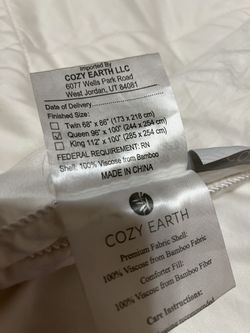 Imported By
COZY EARTH LLC
6077 Wells Park Road
West Jordan, UT 84081
Date of Delivery
Finished Size:
Twin 68" x 86" (173 x 218 cm)
Queen 96" x 100" (244 x 254 cm)
King 112" x 100" (285 x 254 cm)
FEDERAL REQUIREMENT: RN
Shell: 100% Viscose from Bamboo
MADE IN CHINA
COZY EARTH
Premium Fabric Shell:
100% Viscose from Bamboo Fabric
Comforter Fill:
100% Viscose from Bamboo Fiber
Care Instructions: